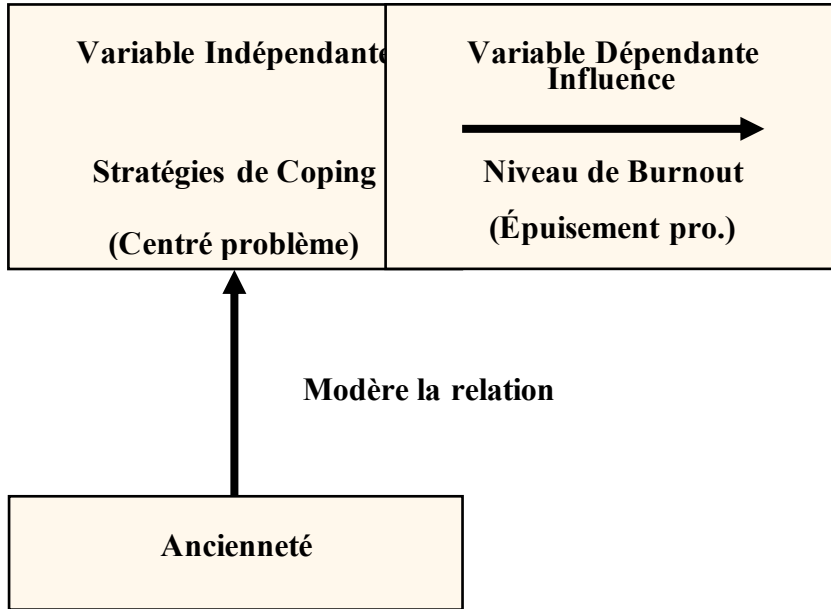 Variable Indépendante
Stratégies de Coping
(Centré problème)
Variable Dépendante
Influence
Niveau de Burnout
(Épuisement pro.)
Modère la relation
Ancienneté